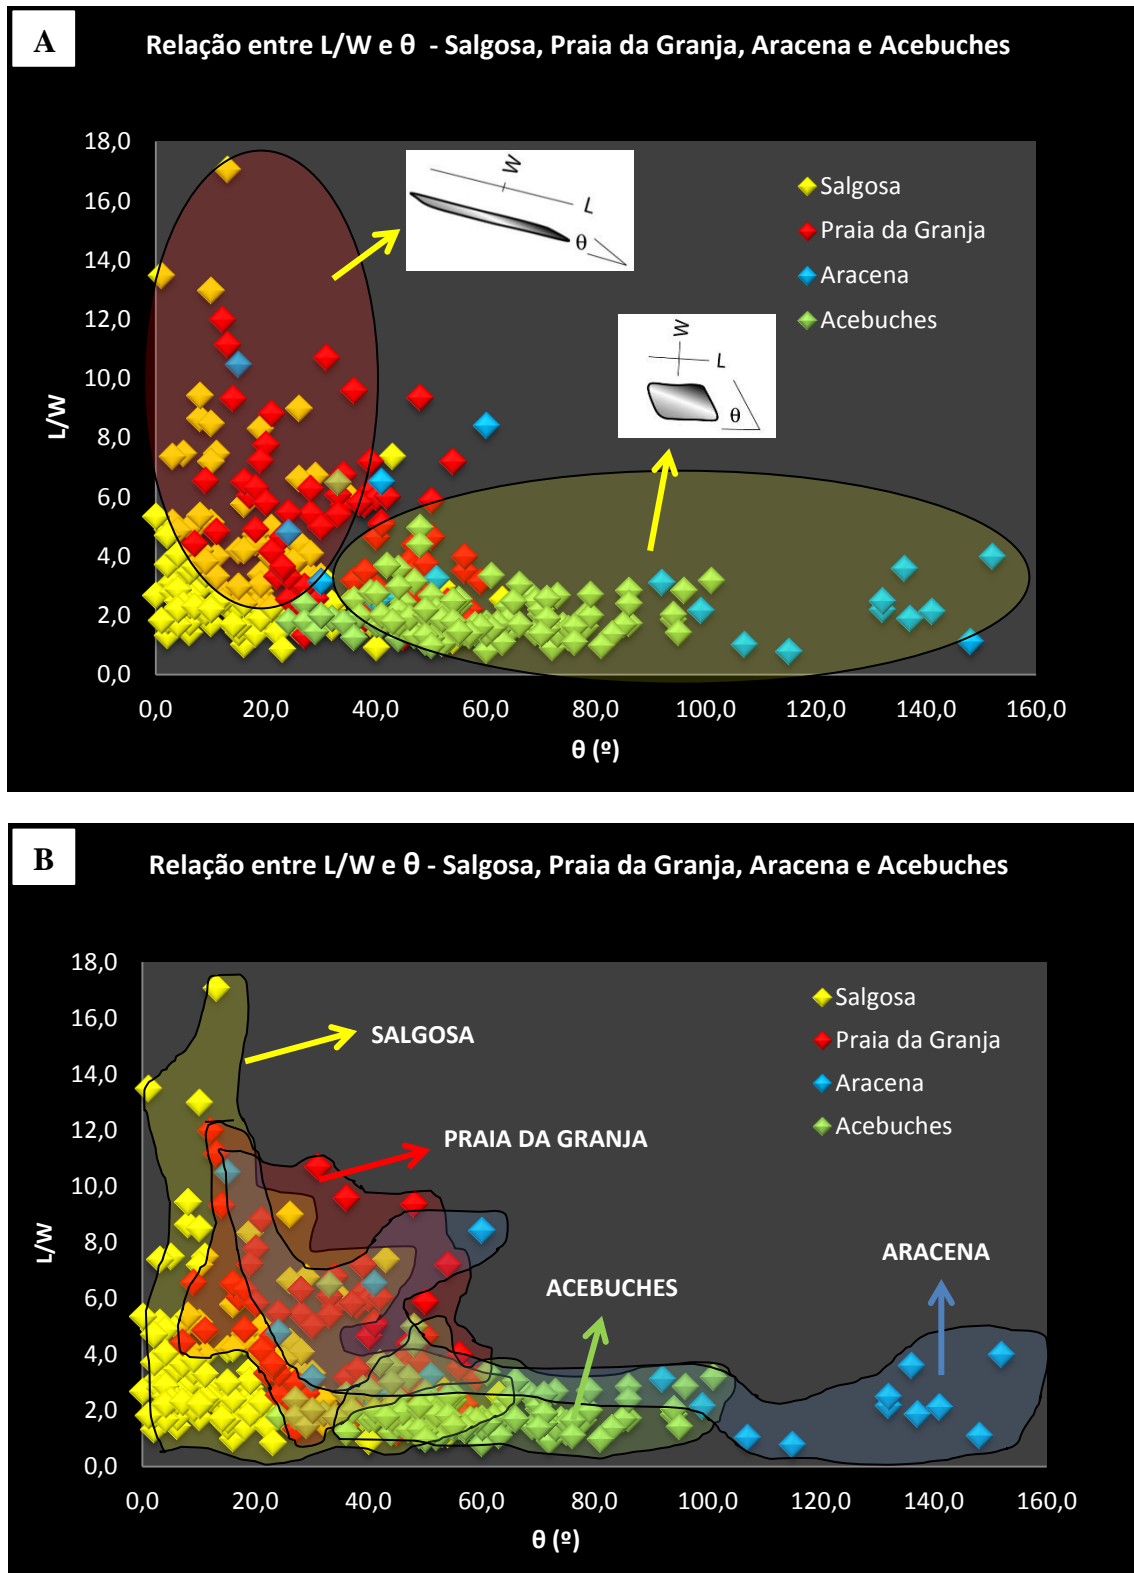 A
Relação entre L/W e θ - Salgosa, Praia da Granja, Aracena e Acebuches
18,0
16,0
14,0
12,0
10,0
8,0
6,0
4,0
2,0
0,0
L/W
0,0 20,0 40,0 60,0 80,0 100,0 120,0 140,0 160,0
θ (º)
W
L
θ
W
L
θ
Salgosa
Praia da Granja
Aracena
Acebuches
B
Relação entre L/W e θ - Salgosa, Praia da Granja, Aracena e Acebuches
18,0
16,0
14,0
12,0
10,0
8,0
6,0
4,0
2,0
0,0
L/W
0,0 20,0 40,0 60,0 80,0 100,0 120,0 140,0 160,0
θ (º)
SALGOSA
PRAIA DA GRANJA
ACEBUCHES
ARACENA
Salgosa
Praia da Granja
Aracena
Acebuches